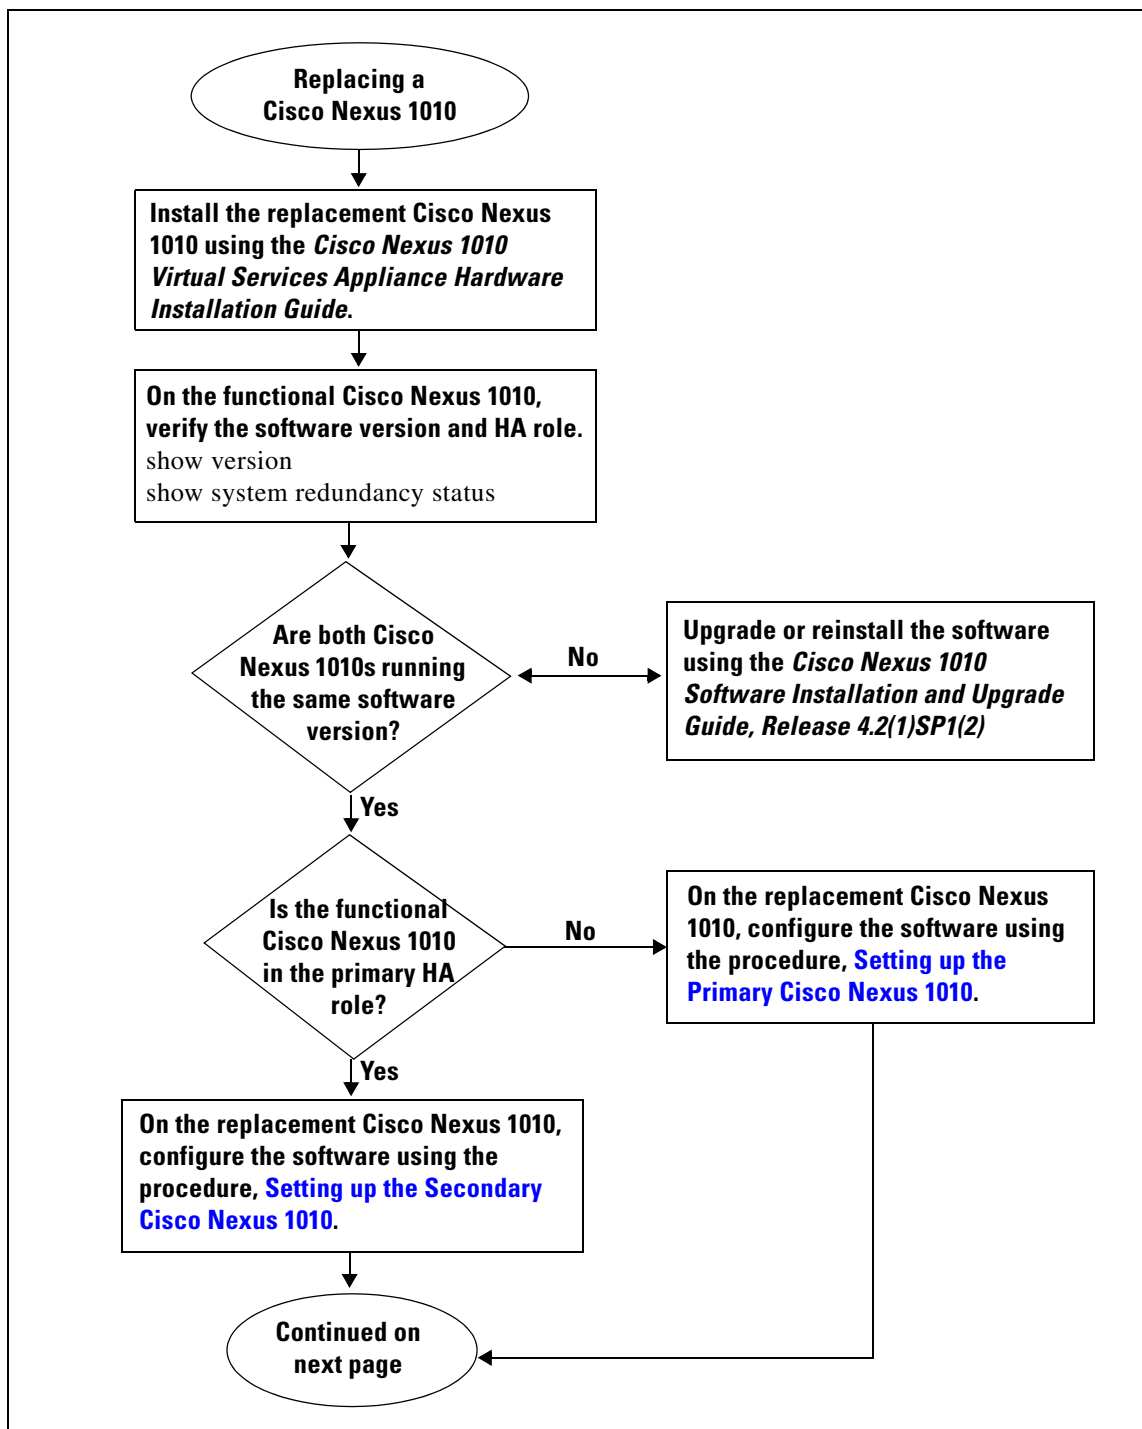 Replacing a
Cisco Nexus 1010
Install the replacement Cisco Nexus
1010 using the Cisco Nexus 1010
Virtual Services Appliance Hardware
Installation Guide.
On the functional Cisco Nexus 1010,
verify the software version and HA role.
show version
show system redundancy status
Are both Cisco
Nexus 1010s running
the same software
version?
No
Upgrade or reinstall the software
using the Cisco Nexus 1010
Software Installation and Upgrade
Guide, Release 4.2(1)SP1(2)
Yes
Is the functional
Cisco Nexus 1010
in the primary HA
role?
No
On the replacement Cisco Nexus
1010, configure the software using
the procedure, Setting up the
Primary Cisco Nexus 1010.
Yes
On the replacement Cisco Nexus 1010,
configure the software using the
procedure, Setting up the Secondary
Cisco Nexus 1010.
Continued on
next page